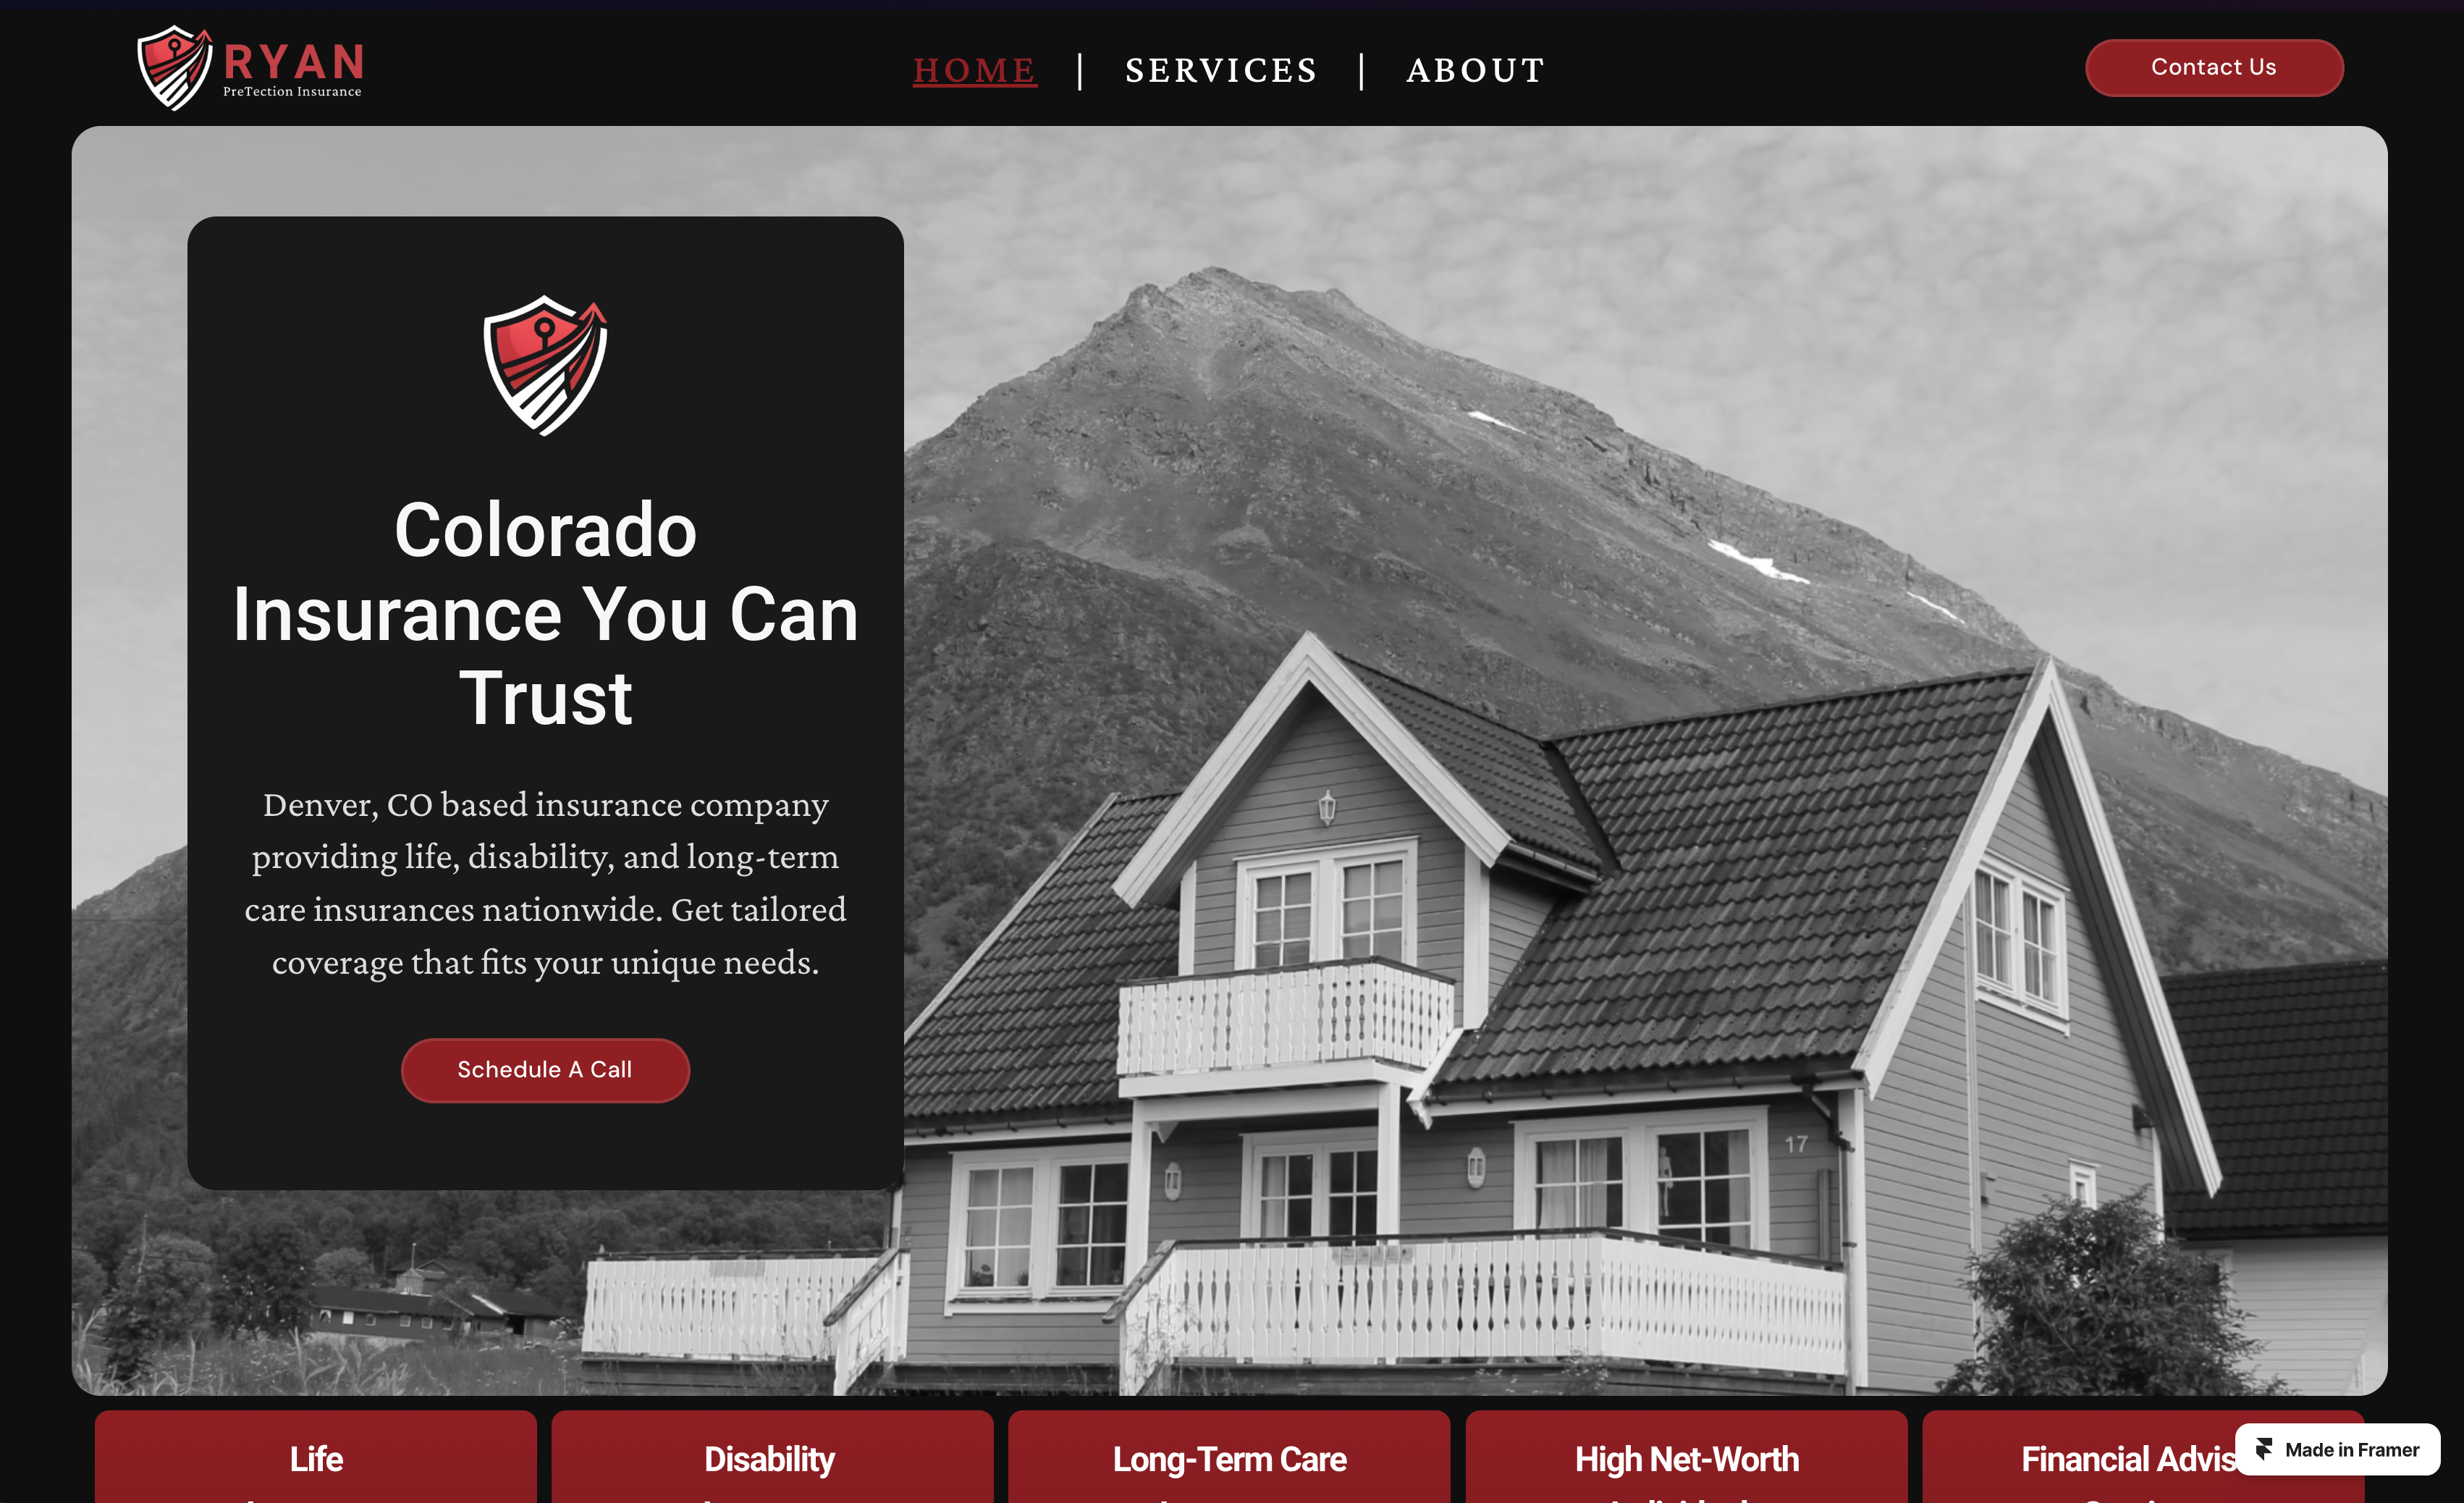 RYAN
PreTection Insurance
HOME | SERVICES | ABOUT
Contact Us
Colorado
Insurance You Can
Trust
Denver, CO based insurance company
providing life, disability, and long-term
care insurances nationwide. Get tailored
coverage that fits your unique needs.
Schedule A Call
17
Life
Disability
Long-Term Care
High Net-Worth
Financial
Made in Framer